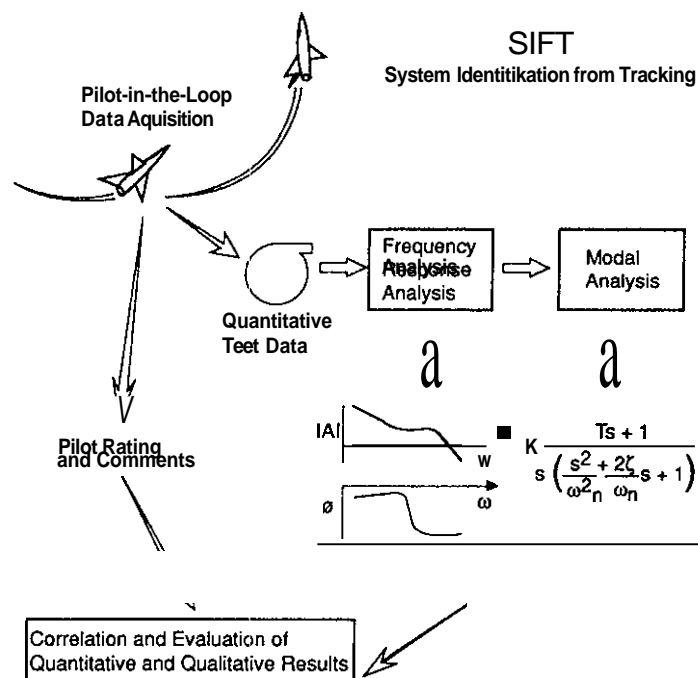 SIFT
System Identitikation from Tracking
Pilot-in-the-Loop
Data Aquisition
Frequency
Analysis
Response
Analysis
Modal
Analysis
Quantitative
Teet Data
a
a
Pilot Rating
and Comments
|A|
W
ø
ω
■ K (Ts + 1) / (s (s² / ω²n + 2ζ / ωn s + 1))
Correlation and Evaluation of
Quantitative and Qualitative Results